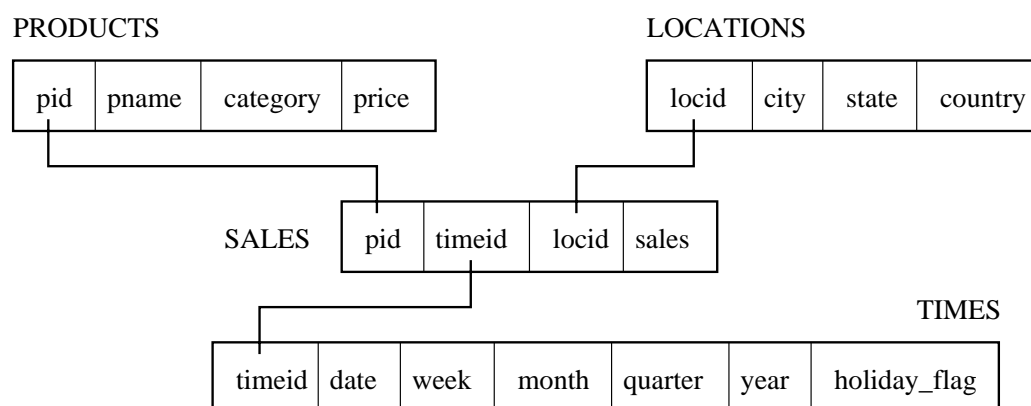 PRODUCTS
LOCATIONS
pid pname category price
locid city state country
SALES pid timeid locid sales
TIMES
timeid date week month quarter year holiday_flag